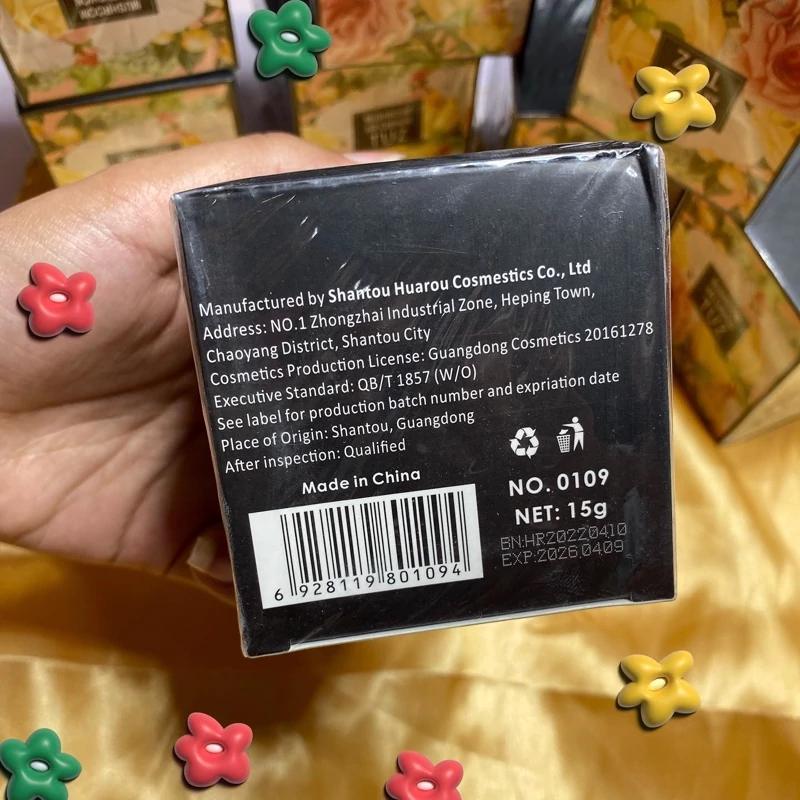 MUSHROOM
Manufactured by Shantou Huarou Cosmestics Co., Ltd
Address: NO.1 Zhongzhai Industrial Zone, Heping Town,
Chaoyang District, Shantou City
Cosmetics Production License: Guangdong Cosmetics 20161278
Executive Standard: QB/T 1857 (W/O)
See label for production batch number and expriation date
Place of Origin: Shantou, Guangdong
After inspection: Qualified
Made in China
NO. 0109
NET: 15g
BN:HR20220410
EXP:2026.0409
6 928119 801094